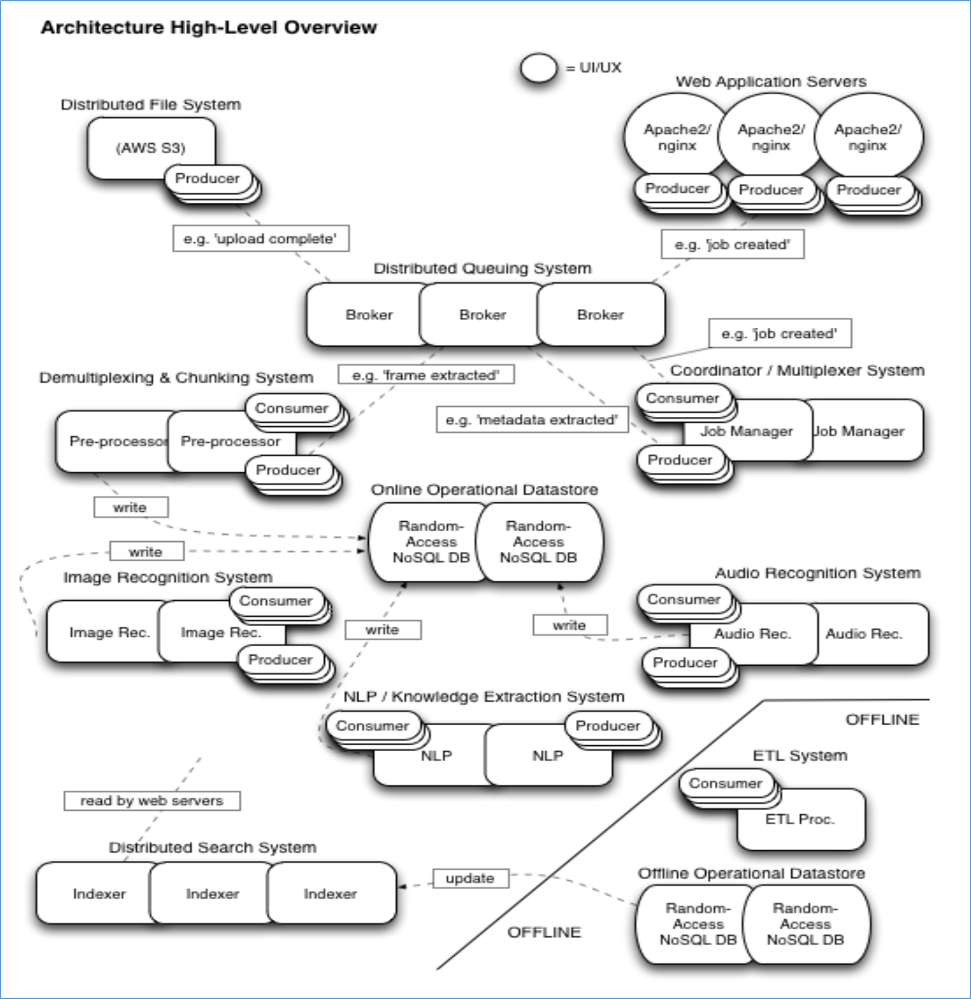 Architecture High-Level Overview
= UI/UX
Web Application Servers
Distributed File System
(AWS S3)
Producer
Apache2/
nginx
Apache2/
nginx
Apache2/
nginx
Producer
Producer
Producer
e.g. 'upload complete'
e.g. 'job created'
Distributed Queuing System
Broker
Broker
Broker
e.g. 'job created'
e.g. 'frame extracted'
Coordinator / Multiplexer System
Demultiplexing & Chunking System
Consumer
Pre-processor
Pre-processor
Producer
e.g. 'metadata extracted'
Consumer
Job Manager
Job Manager
Producer
write
Online Operational Datastore
Random-
Access
NoSQL DB
Random-
Access
NoSQL DB
write
Image Recognition System
Consumer
Image Rec.
Image Rec.
Producer
write
write
Audio Recognition System
Consumer
Audio Rec.
Audio Rec.
Producer
NLP / Knowledge Extraction System
Consumer
Producer
NLP
NLP
OFFLINE
ETL System
Consumer
ETL Proc.
read by web servers
Distributed Search System
Indexer
Indexer
Indexer
update
Offline Operational Datastore
Random-
Access
NoSQL DB
Random-
Access
NoSQL DB
OFFLINE